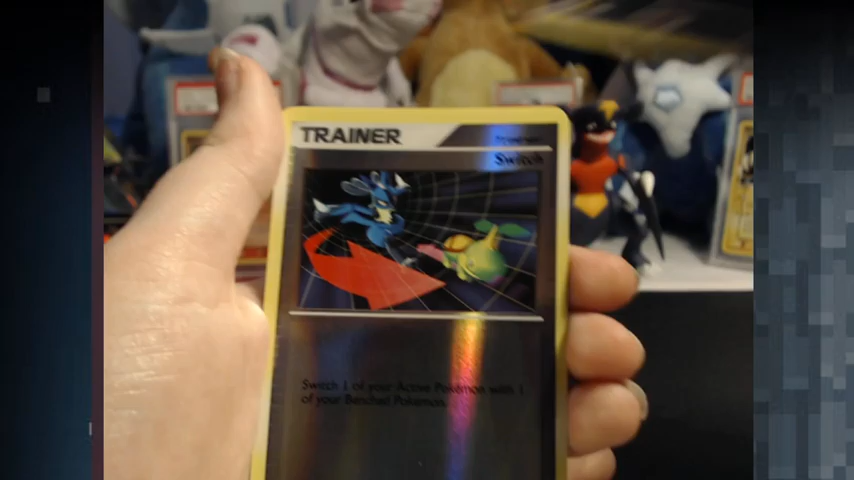 TRAINER
Switch
Switch 1 of your Active Pokémon with 1
of your Benched Pokémon.